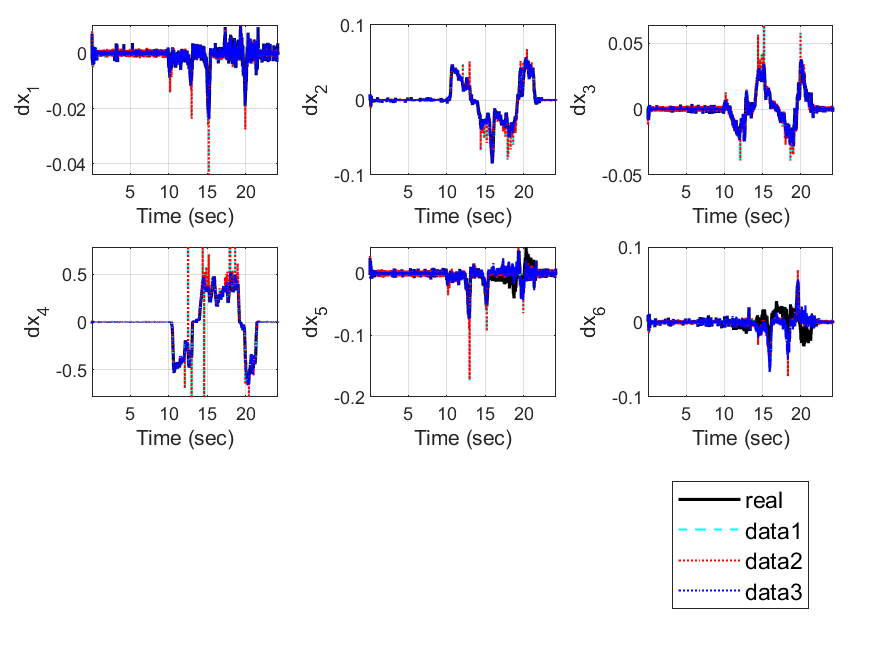 0
-0.02
-0.04
dx1
5 10 15 20
Time (sec)
0.1
0
-0.1
dx2
5 10 15 20
Time (sec)
0.05
0
-0.05
dx3
5 10 15 20
Time (sec)
0.5
0
-0.5
dx4
5 10 15 20
Time (sec)
0
-0.1
-0.2
dx5
5 10 15 20
Time (sec)
0.1
0
-0.1
dx6
5 10 15 20
Time (sec)
real
data1
data2
data3